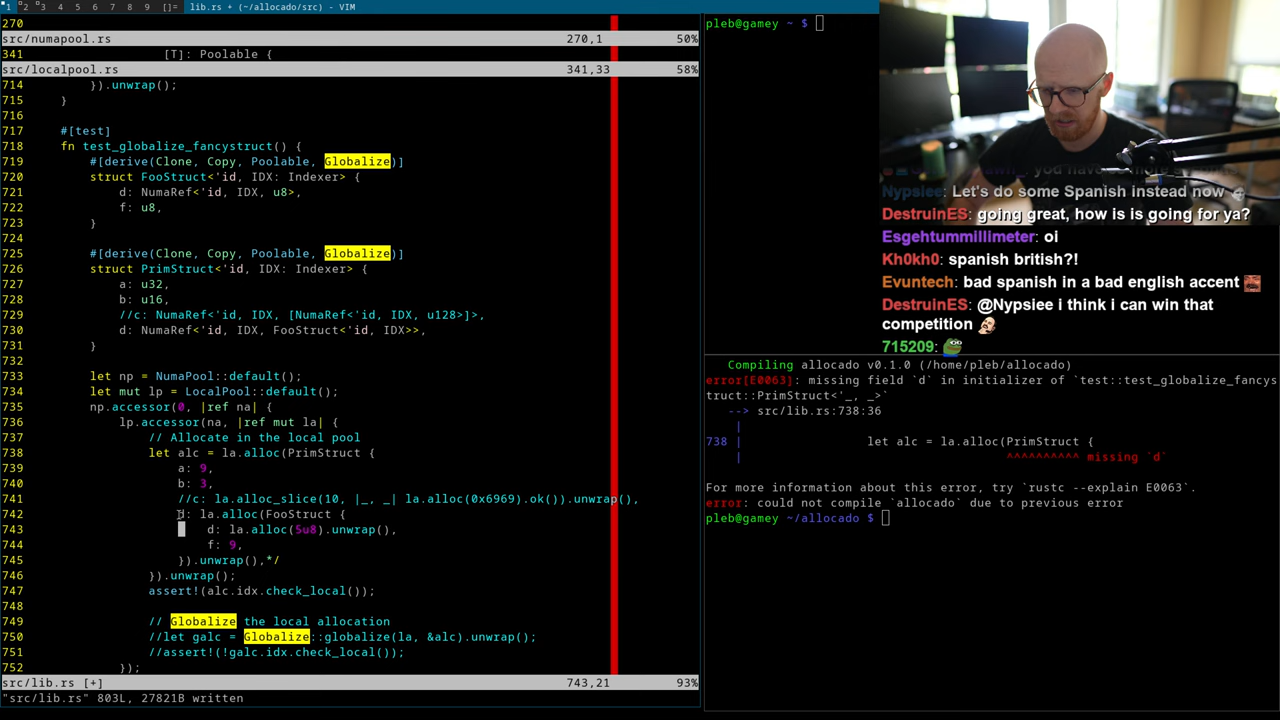 1 2 3 4 5 6 7 8 9 []= lib.rs + (~/allocado/src) - VIM
270
src/numapool.rs 270,1 50%
341 [T]: Poolable {
src/localpool.rs 341,33 58%
714 }).unwrap();
715 }
716
717 #[test]
718 fn test_globalize_fancystruct() {
719 #[derive(Clone, Copy, Poolable, Globalize)]
720 struct FooStruct<'id, IDX: Indexer> {
721 d: NumaRef<'id, IDX, u8>,
722 f: u8,
723 }
724
725 #[derive(Clone, Copy, Poolable, Globalize)]
726 struct PrimStruct<'id, IDX: Indexer> {
727 a: u32,
728 b: u16,
729 //c: NumaRef<'id, IDX, [NumaRef<'id, IDX, u128>]>,
730 d: NumaRef<'id, IDX, FooStruct<'id, IDX>>,
731 }
732
733 let np = NumaPool::default();
734 let mut lp = LocalPool::default();
735 np.accessor(0, |ref na| {
736 lp.accessor(na, |ref mut la| {
737 // Allocate in the local pool
738 let alc = la.alloc(PrimStruct {
739 a: 9,
740 b: 3,
741 //c: la.alloc_slice(10, |_, _| la.alloc(0x6969).ok()).unwrap(),
742 d: la.alloc(FooStruct {
743 d: la.alloc(5u8).unwrap(),
744 f: 9,
745 }).unwrap(),*/
746 }).unwrap();
747 assert!(alc.idx.check_local());
748
749 // Globalize the local allocation
750 //let galc = Globalize::globalize(la, &alc).unwrap();
751 //assert!(!galc.idx.check_local());
752 });
src/lib.rs [+] 743,21 93%
"src/lib.rs" 803L, 27821B written
pleb@gamey ~ $
Compiling allocado v0.1.0 (/home/pleb/allocado)
error[E0063]: missing field `d` in initializer of `test::test_globalize_fancys
truct::PrimStruct<'_, _>`
--> src/lib.rs:738:36
|
738 | let alc = la.alloc(PrimStruct {
| ^^^^^^^^^^ missing `d`
For more information about this error, try `rustc --explain E0063`.
error: could not compile `allocado` due to previous error
pleb@gamey ~/allocado $
Nypsiee: Let's do some Spanish instead now
DestruinES: going great, how is is going for ya?
Esgehtummillimeter: oi
Kh0kh0: spanish british?!
Evuntech: bad spanish in a bad english accent
DestruinES: @Nypsiee i think i can win that
competition
715209: